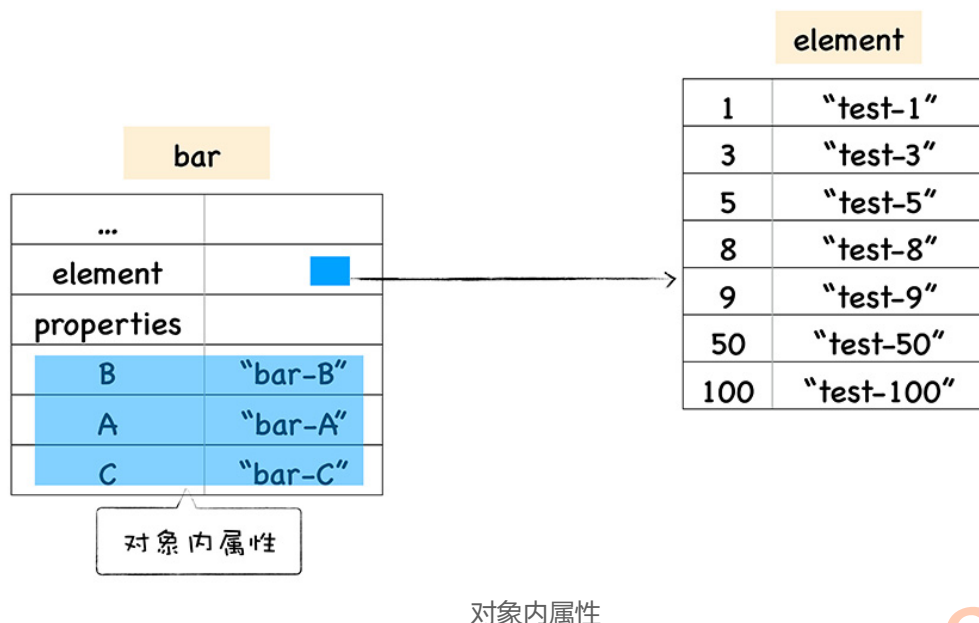 element
1 “test-1”
3 “test-3”
5 “test-5”
8 “test-8”
9 “test-9”
50 “test-50”
100 “test-100”
bar
...
element
properties
B “bar-B”
A “bar-A”
C “bar-C”
对象内属性
对象内属性